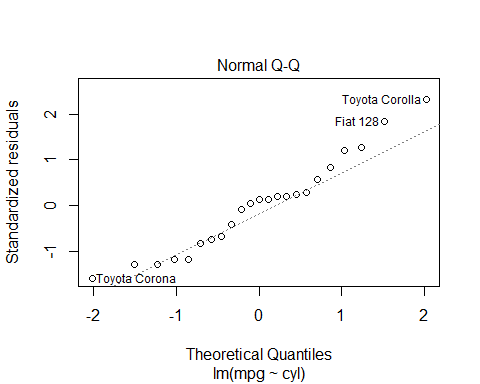 Normal Q-Q
Toyota Corolla
Fiat 128
Toyota Corona
Standardized residuals
2
1
0
-1
-2
-1
0
1
2
Theoretical Quantiles
lm(mpg ~ cyl)